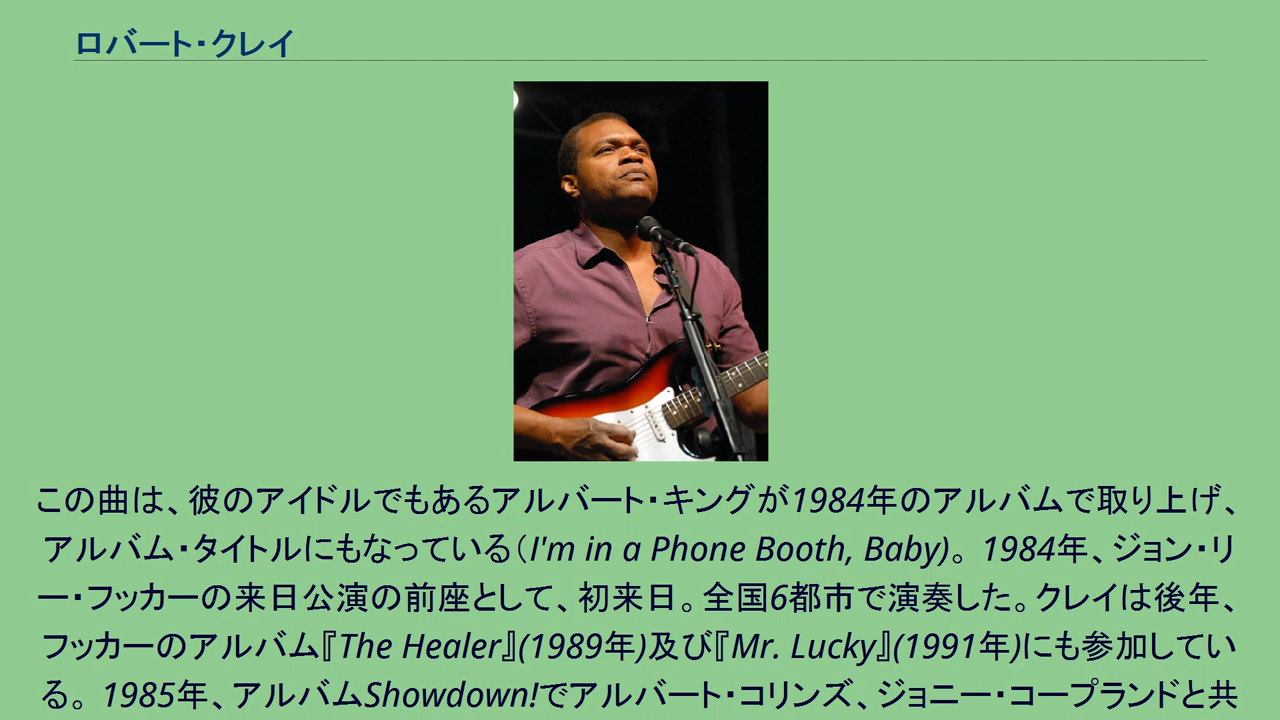 ロバート・クレイ
この曲は、彼のアイドルでもあるアルバート・キングが1984年のアルバムで取り上げ、
アルバム・タイトルにもなっている（I'm in a Phone Booth, Baby)。1984年、ジョン・リ
ー・フッカーの来日公演の前座として、初来日。全国6都市で演奏した。クレイは後年、
フッカーのアルバム『The Healer』(1989年)及び『Mr. Lucky』(1991年)にも参加してい
る。1985年、アルバムShowdown!でアルバート・コリンズ、ジョニー・コープランドと共